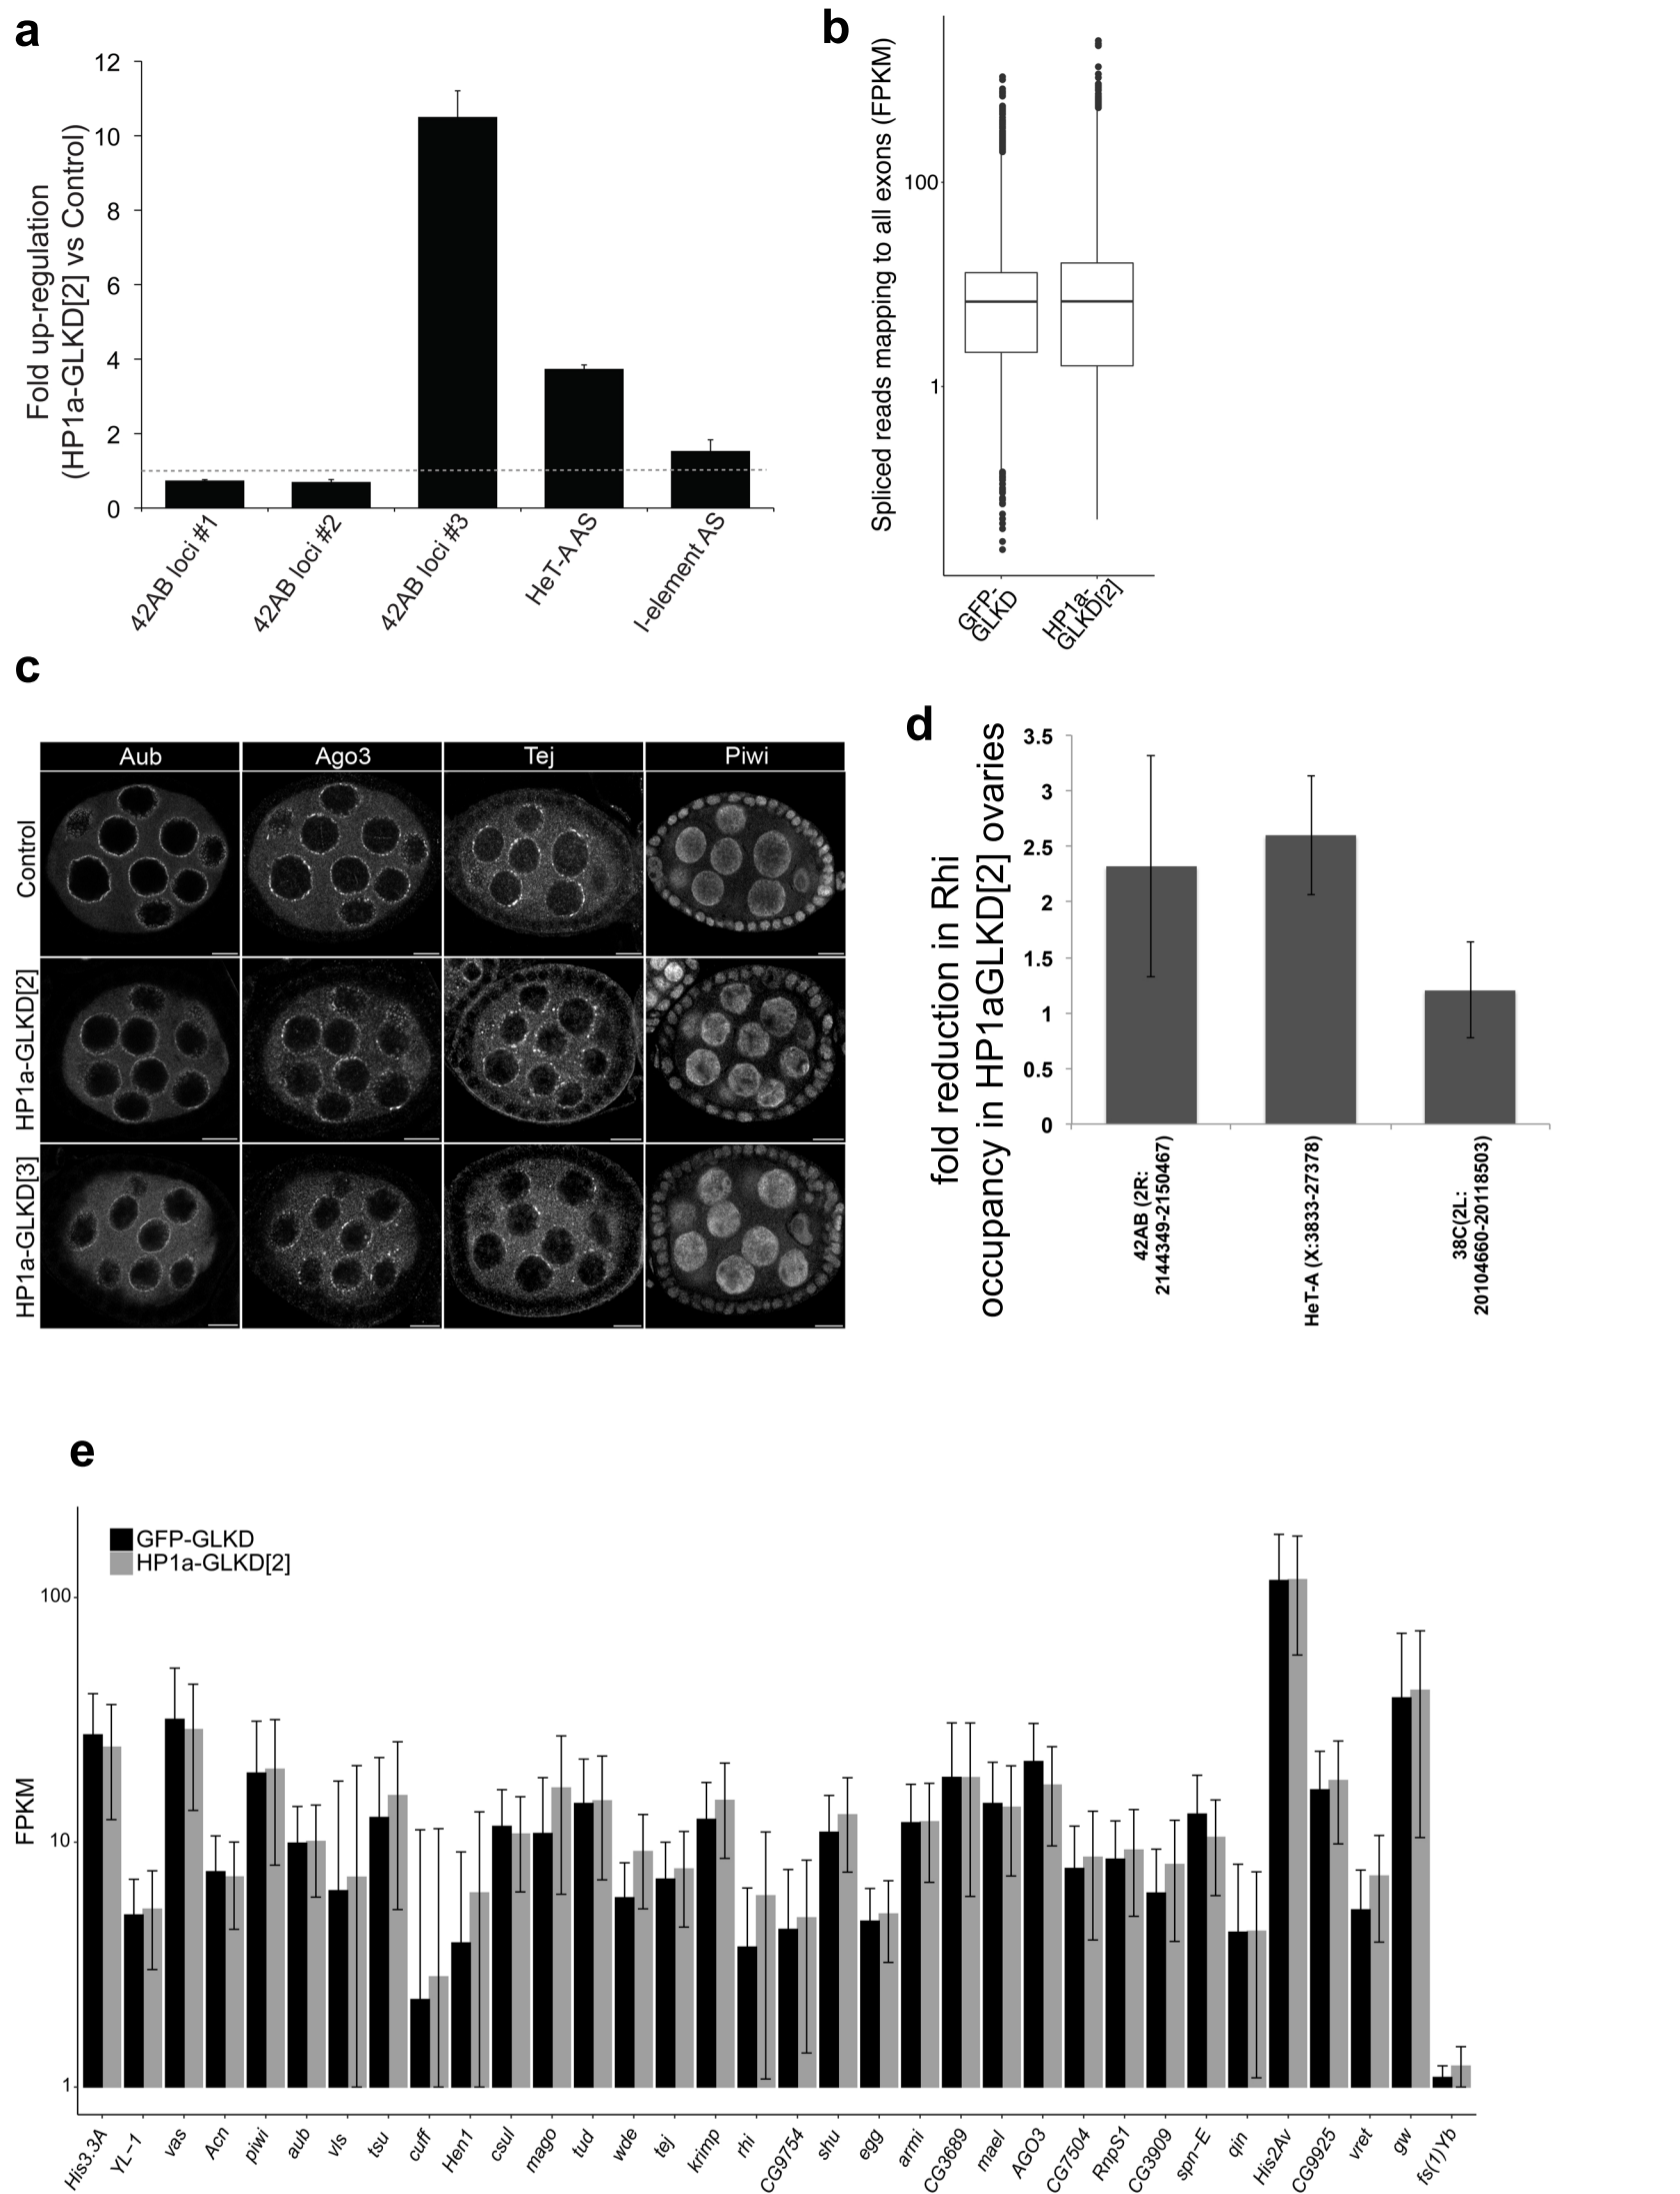 a
Fold up-regulation
(HP1a-GLKD[2] vs Control)
12
10
8
6
4
2
0
42AB loci #1
42AB loci #2
42AB loci #3
HeT-A AS
I-element AS
b
Spliced reads mapping to all exons (FPKM)
100
1
GFP-
GLKD
HP1a-
GLKD[2]
c
Aub
Ago3
Tej
Piwi
Control
HP1a-GLKD[2]
HP1a-GLKD[3]
d
fold reduction in Rhi
occupancy in HP1aGLKD[2] ovaries
3.5
3
2.5
2
1.5
1
0.5
0
42AB (2R:
2144349-2150467)
HeT-A (X:3833-27378)
38C(2L:
20104660-20118503)
e
GFP-GLKD
HP1a-GLKD[2]
FPKM
100
10
1
His3.3A
YL-1
vas
Acn
piwi
aub
vls
tsu
cuff
Hen1
csul
mago
tud
wde
tej
krimp
rhi
CG9754
shu
egg
armi
CG3689
mael
AGO3
CG7504
RnpS1
CG3909
spn-E
qin
His2Av
CG9925
vret
gw
fs(1)Yb